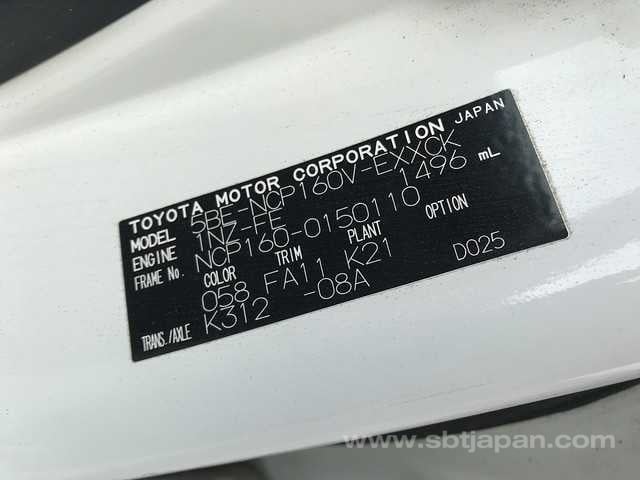 TOYOTA MOTOR CORPORATION JAPAN
MODEL 5BE-NCP160V-EXXCK
ENGINE 1NZ-FE 1496 mL
FRAME No. NCP160-0150110
COLOR TRIM PLANT OPTION
058 FA11 K21 D025
TRANS./AXLE K312 -08A
www.sbtjapan.com